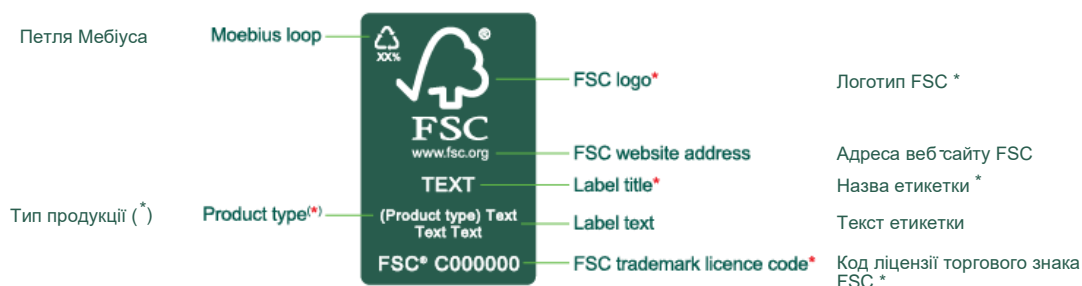 Петля Мебіуса
Moebius loop
®
XX%
FSC logo*
Логотип FSC *
FSC
www.fsc.org
FSC website address
Адреса веб-сайту FSC
TEXT
Label title*
Назва етикетки *
Тип продукції (*)
Product type(*)
(Product type) Text
Text Text
Label text
Текст етикетки
FSC® C000000
FSC trademark licence code*
Код ліцензії торгового знака
FSC *